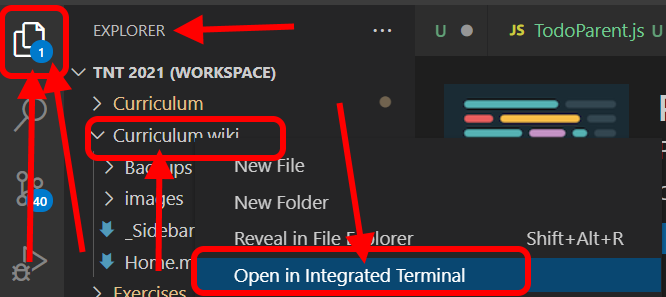 EXPLORER
U
JS TodoParent.js U
1
TNT 2021 (WORKSPACE)
Curriculum
Curriculum.wiki
Backups
images
_Sidebar
Home.m
Exercises
40
New File
New Folder
Reveal in File Explorer Shift+Alt+R
Open in Integrated Terminal